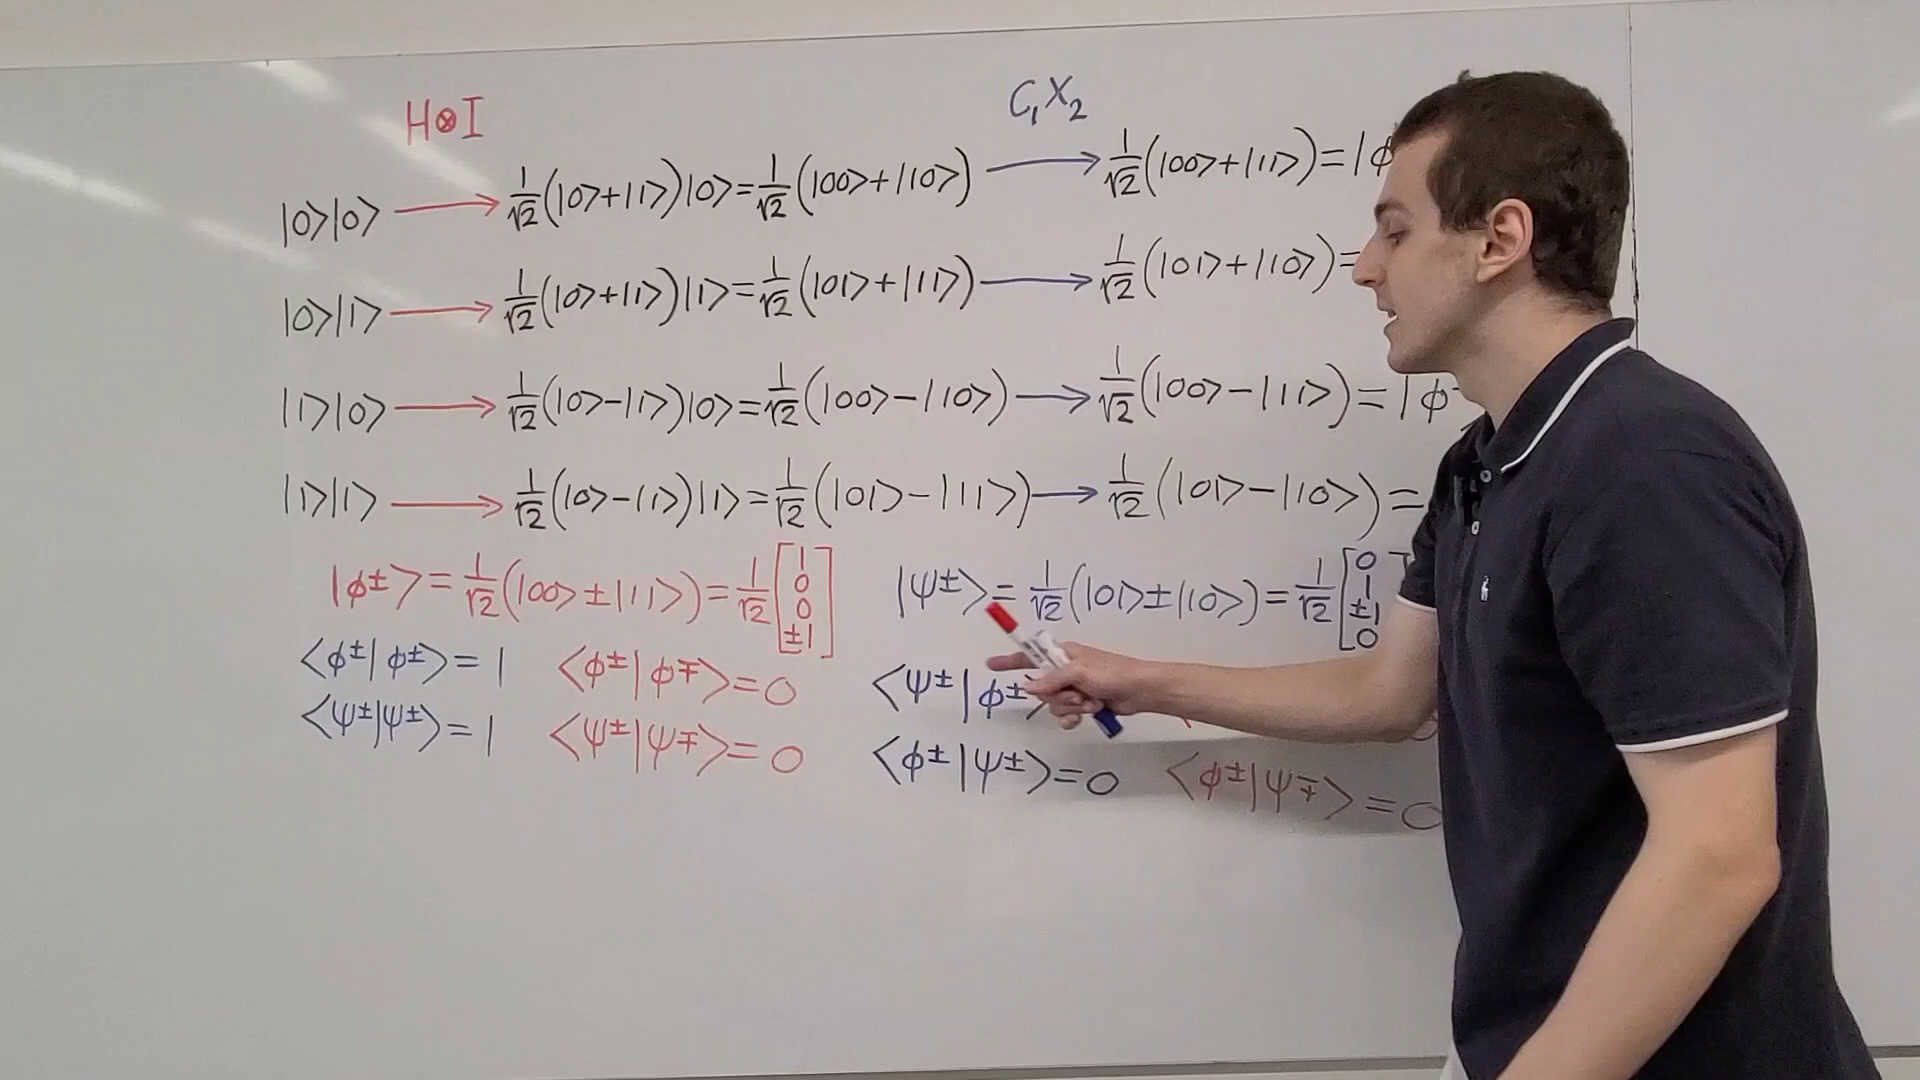 H⊗I C₁X₂
|0>|0> → 1/√2(|0>+|1>)|0>=1/√2(|00>+|10>) → 1/√2(|00>+|11>)=|ϕ
|0>|1> → 1/√2(|0>+|1>)|1>=1/√2(|01>+|11>) → 1/√2(|01>+|10>)=
|1>|0> → 1/√2(|0>-|1>)|0>=1/√2(|00>-|10>) → 1/√2(|00>-|11>)=|ϕ
|1>|1> → 1/√2(|0>-|1>)|1>=1/√2(|01>-|11>) → 1/√2(|01>-|10>)=
|ϕ±>=1/√2(|00>±|11>)=1/√2[1 0 0 ±1] |ψ±>=1/√2(|01>±|10>)=1/√2[0 1 ±1 0]
<ϕ±|ϕ±>=1 <ϕ±|ϕ∓>=0 <ψ±|ϕ±>
<ψ±|ψ±>=1 <ψ±|ψ∓>=0 <ϕ±|ψ±>=0 <ϕ±|ψ∓>=0